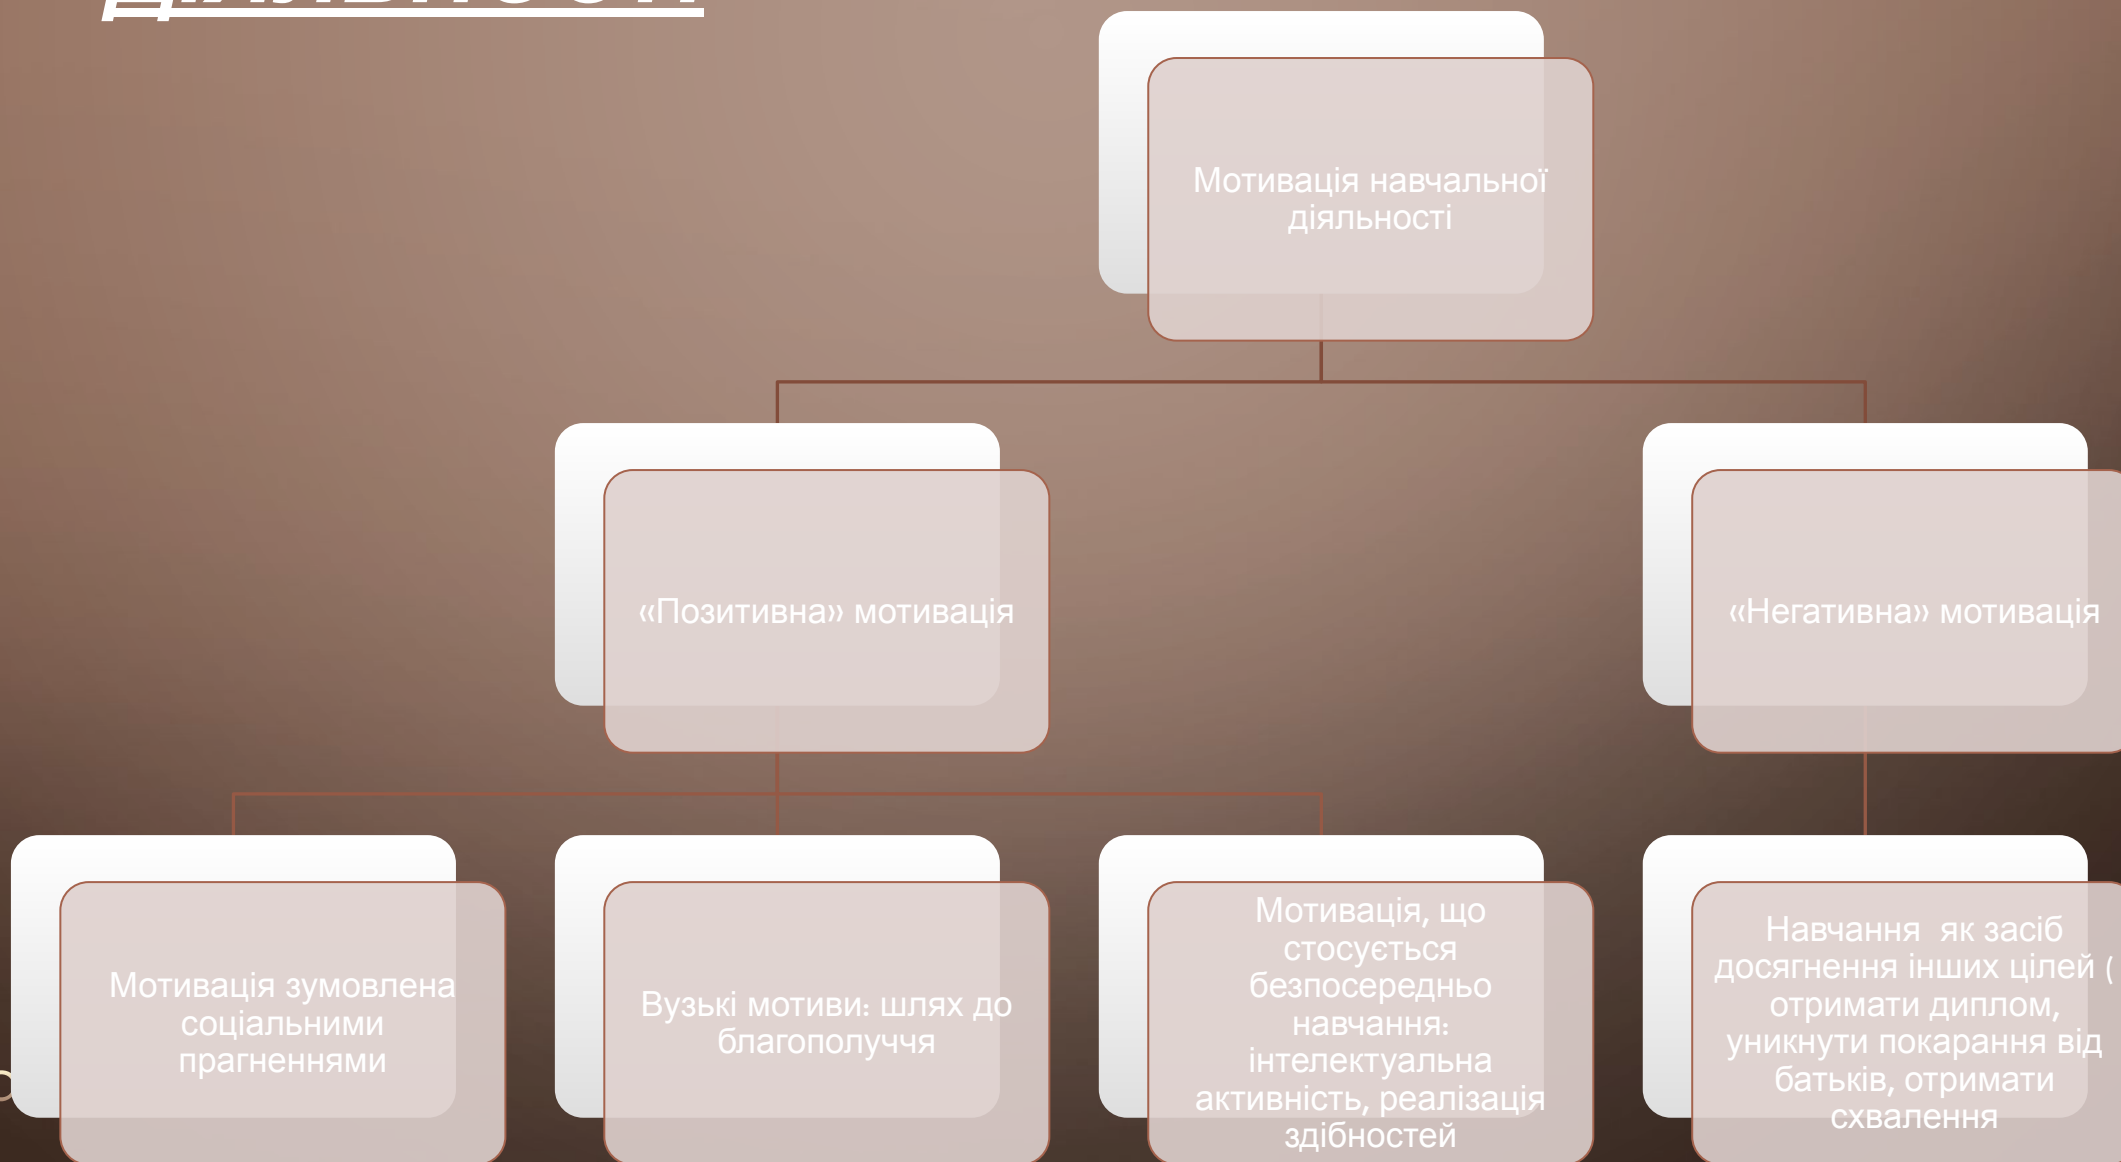 Мотивація навчальної
діяльності
«Позитивна» мотивація
«Негативна» мотивація
Мотивація зумовлена
соціальними
прагненнями
Вузькі мотиви: шлях до
благополуччя
Мотивація, що
стосується
безпосередньо
навчання:
інтелектуальна
активність, реалізація
здібностей
Навчання  як засіб
досягнення інших цілей (
отримати диплом,
уникнути покарання від
батьків, отримати
схвалення